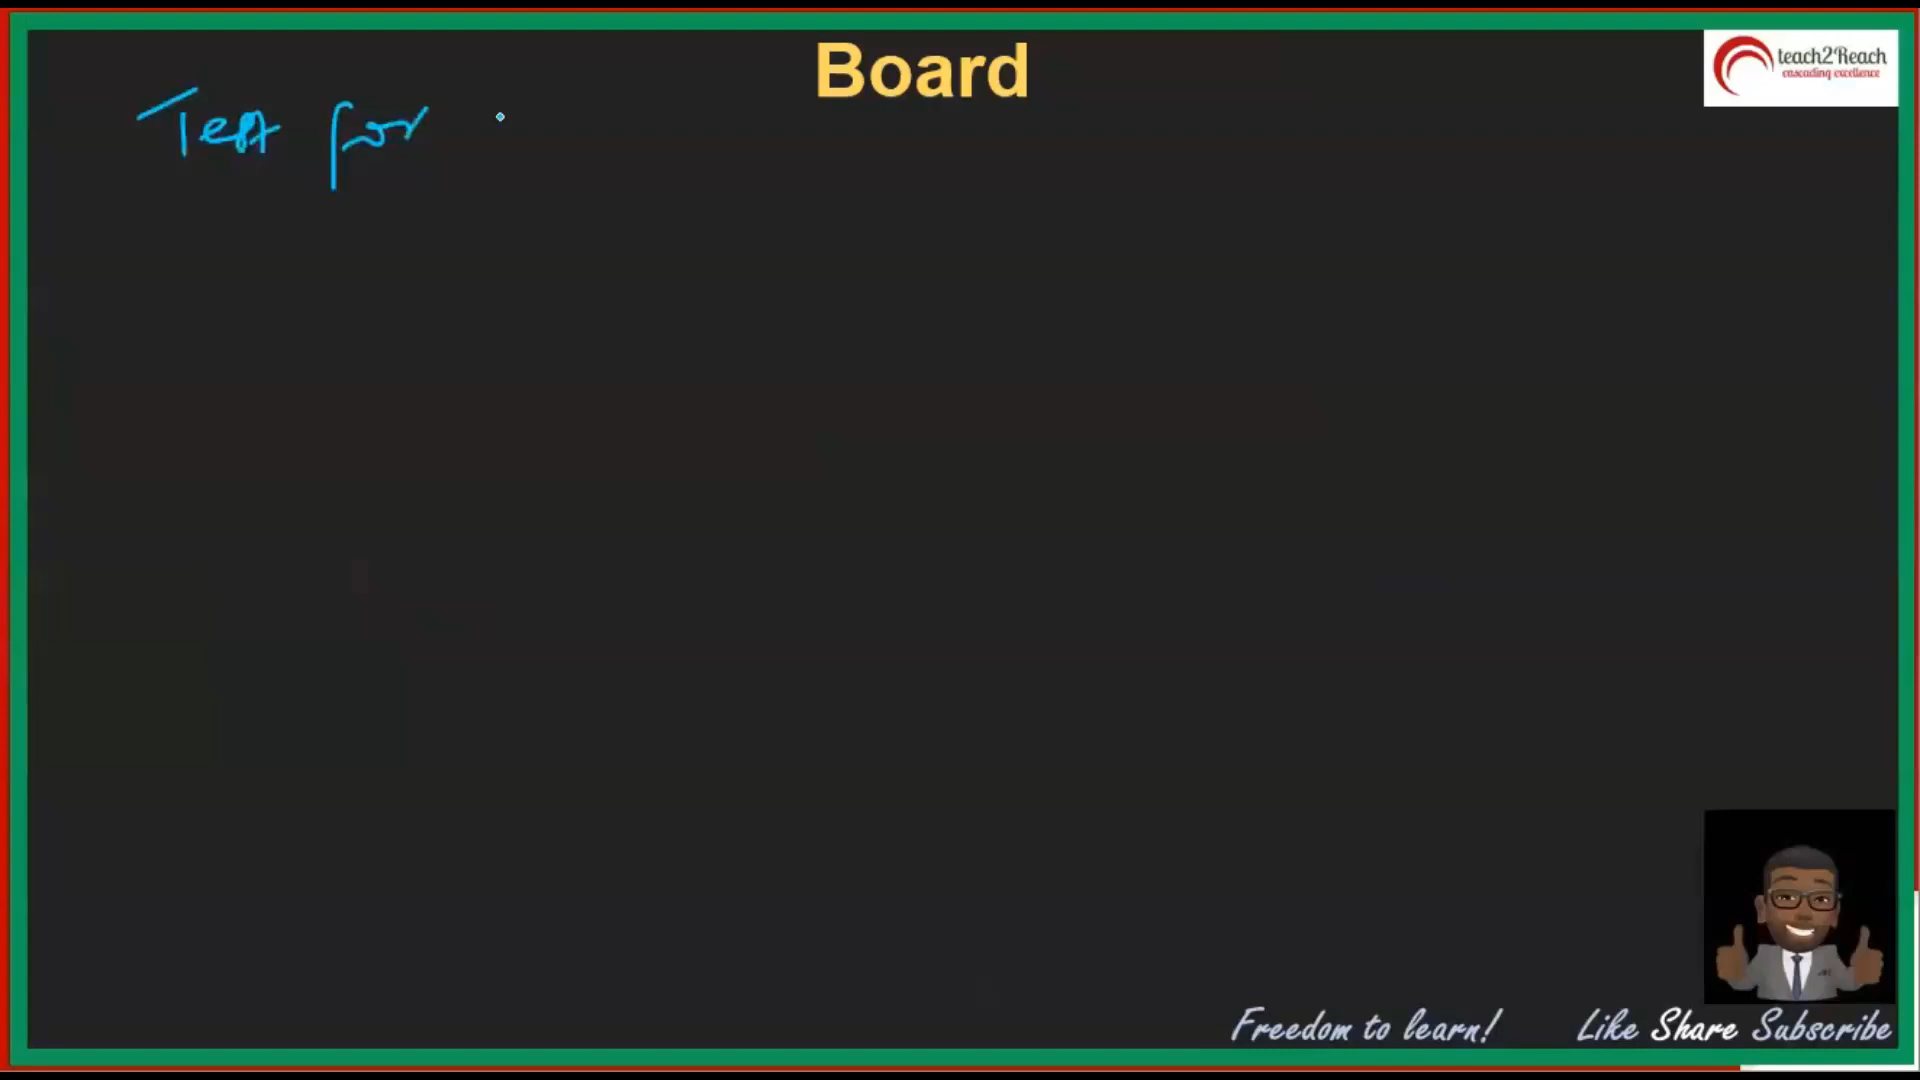 Board
teach2Reach
cascading excellence
Test for
Freedom to learn!
Like Share Subscribe